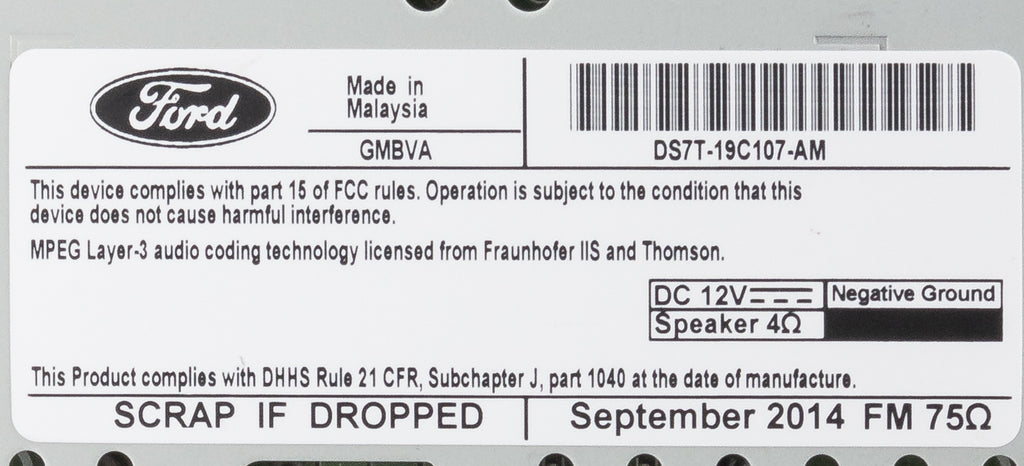 Ford
Made in
Malaysia
GMBVA
DS7T-19C107-AM
This device complies with part 15 of FCC rules. Operation is subject to the condition that this
device does not cause harmful interference.
MPEG Layer-3 audio coding technology licensed from Fraunhofer IIS and Thomson.
DC 12V⎓ Negative Ground
Speaker 4Ω
This Product complies with DHHS Rule 21 CFR, Subchapter J, part 1040 at the date of manufacture.
SCRAP IF DROPPED
September 2014 FM 75Ω